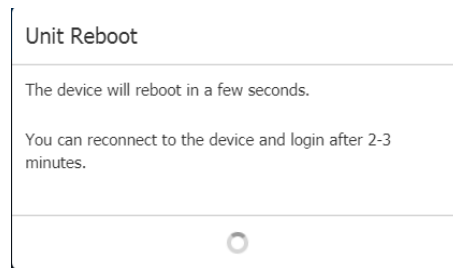 Unit Reboot
The device will reboot in a few seconds.
You can reconnect to the device and login after 2-3
minutes.